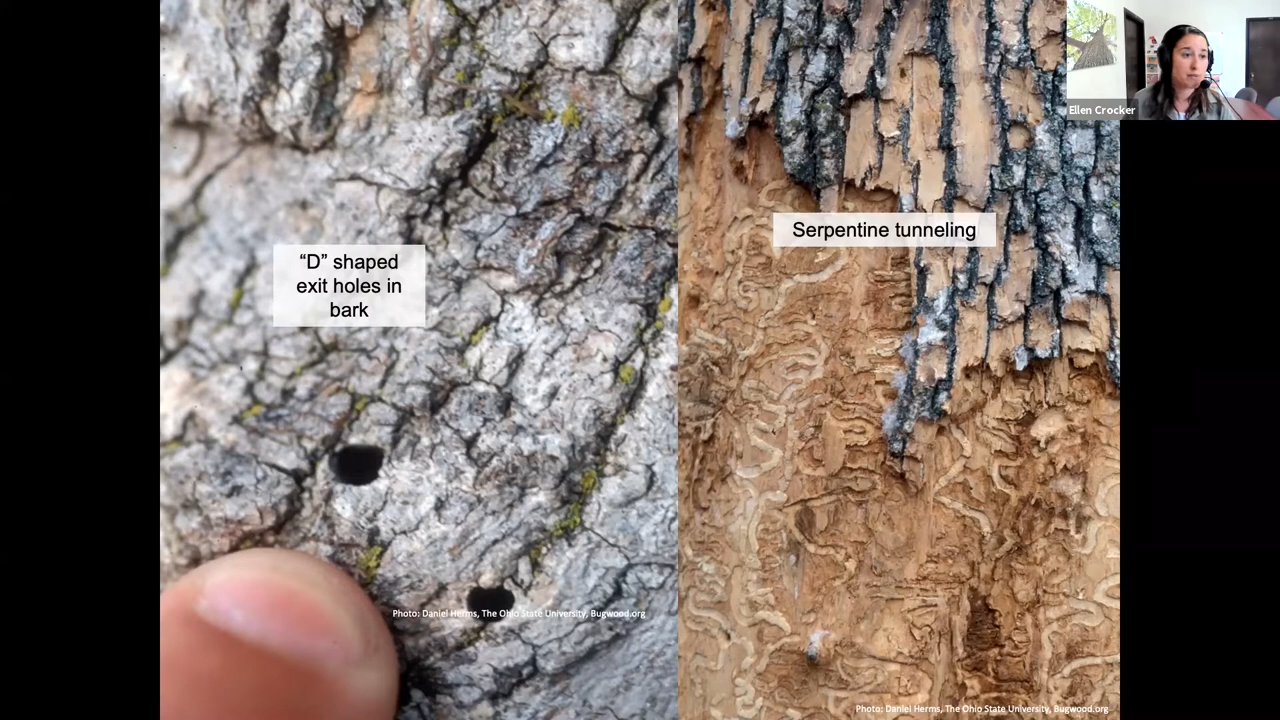 Ellen Crocker
“D” shaped
exit holes in
bark
Serpentine tunneling
Photo: Daniel Herms, The Ohio State University, Bugwood.org
Photo: Daniel Herms, The Ohio State University, Bugwood.org